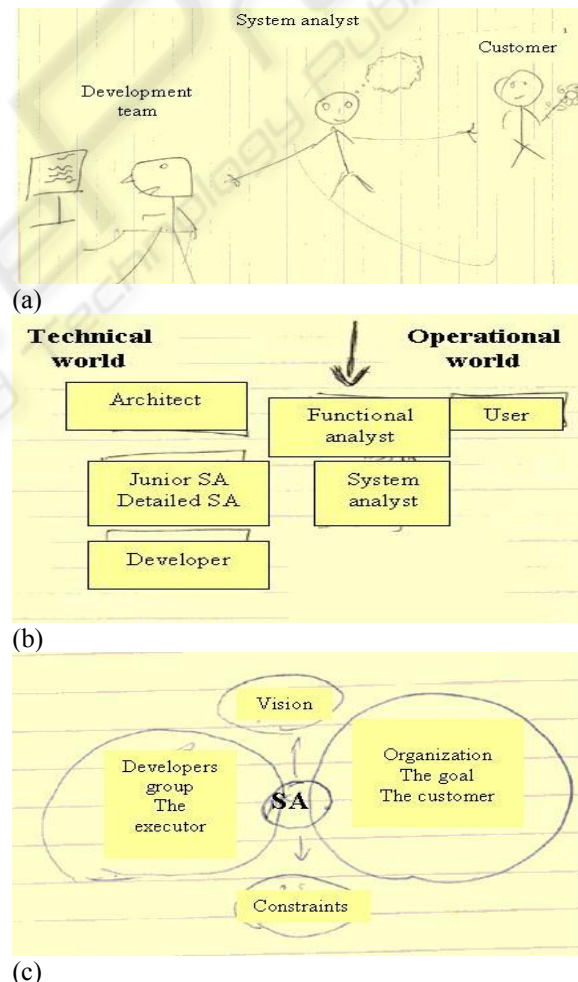 System analyst
Customer
Development
team
(a)
Technical
world
Operational
world
Architect
Functional
analyst
User
Junior SA
Detailed SA
System
analyst
Developer
(b)
Vision
Developers
group
The
executor
SA
Organization
The goal
The customer
Constraints
(c)